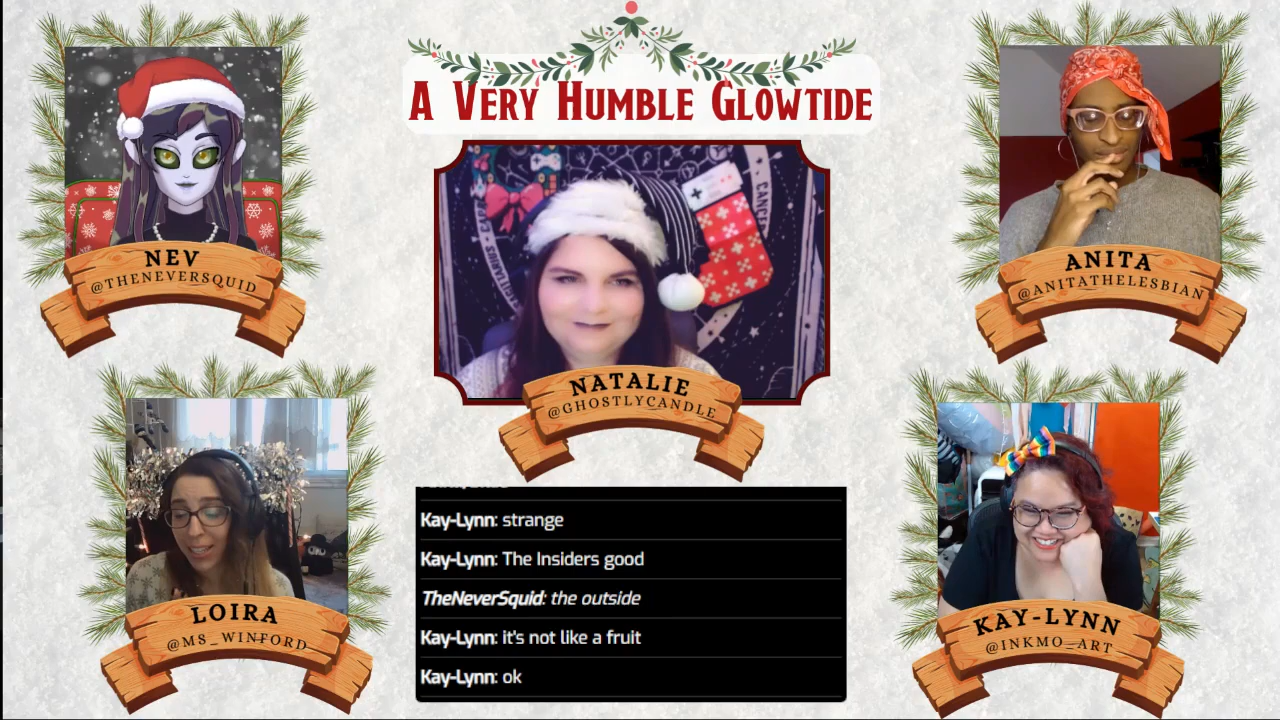 A Very Humble Glowtide
NEV
@THENEVERSQUID
NATALIE
@GHOSTLYCANDLE
ANITA
@ANITATHELESBIAN
LOIRA
@MS_WINFORD
KAY-LYNN
@INKMO_ART
Kay-Lynn: strange
Kay-Lynn: The Insiders good
TheNeverSquid: the outside
Kay-Lynn: it's not like a fruit
Kay-Lynn: ok
CANCER